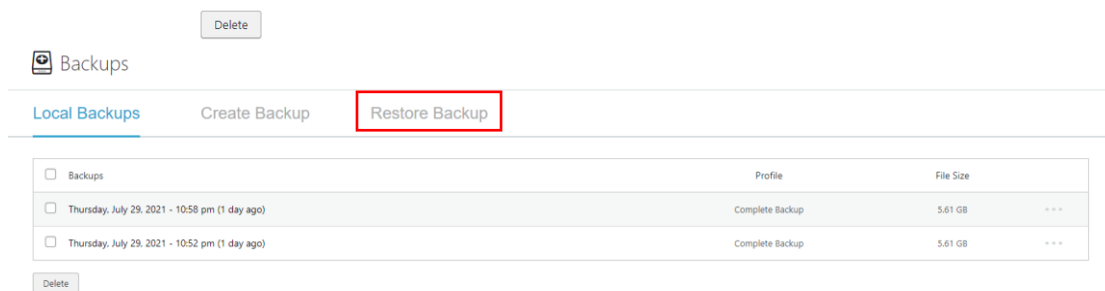 Delete
Backups
Local Backups Create Backup Restore Backup
Backups Profile File Size
Thursday, July 29, 2021 - 10:58 pm (1 day ago) Complete Backup 5.61 GB
Thursday, July 29, 2021 - 10:52 pm (1 day ago) Complete Backup 5.61 GB
Delete